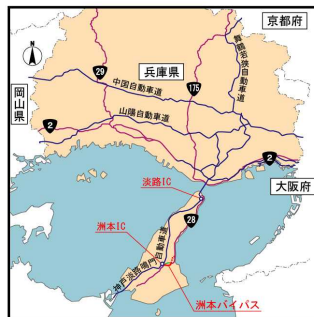 京都府
舞鶴若狭自動車道
29
兵庫県
中国自動車道
175
岡山県
山陽自動車道
2
2
淡路IC
大阪府
洲本IC
28
神戸淡路鳴門自動車道
洲本バイパス